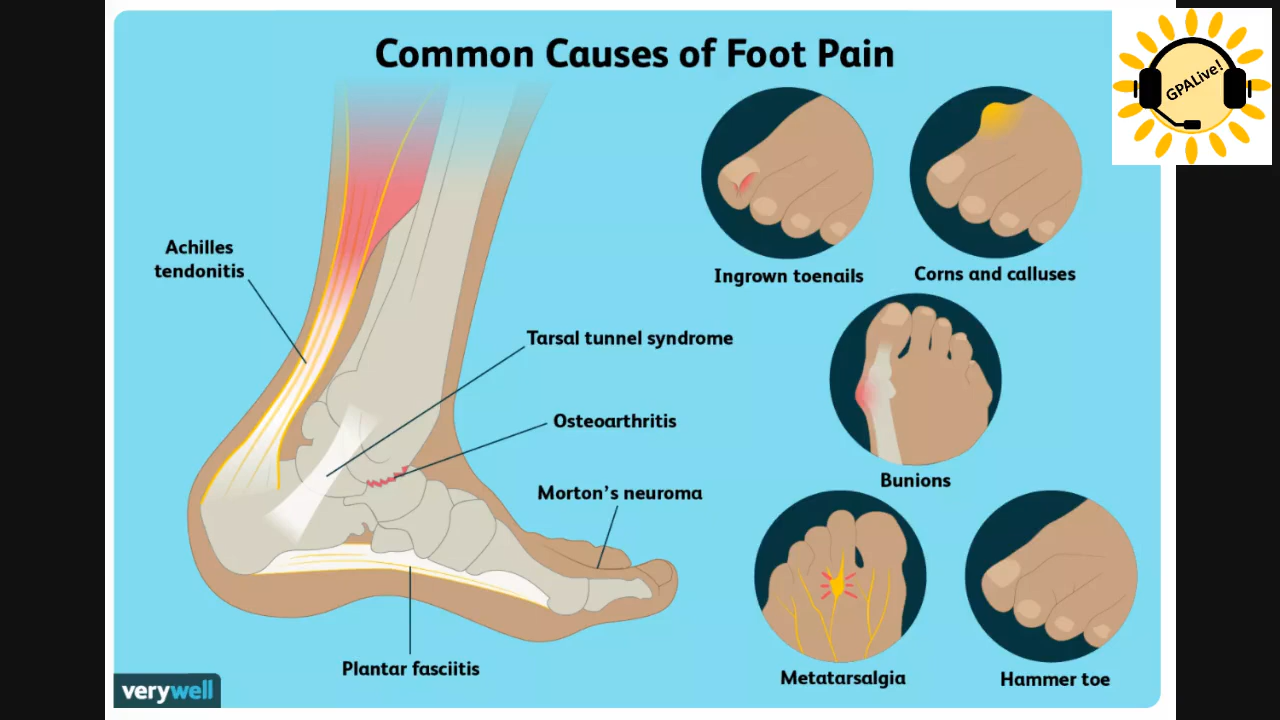 Common Causes of Foot Pain
GPALive!
Achilles
tendonitis
Tarsal tunnel syndrome
Osteoarthritis
Morton's neuroma
Plantar fasciitis
Ingrown toenails
Corns and calluses
Bunions
Metatarsalgia
Hammer toe
verywell